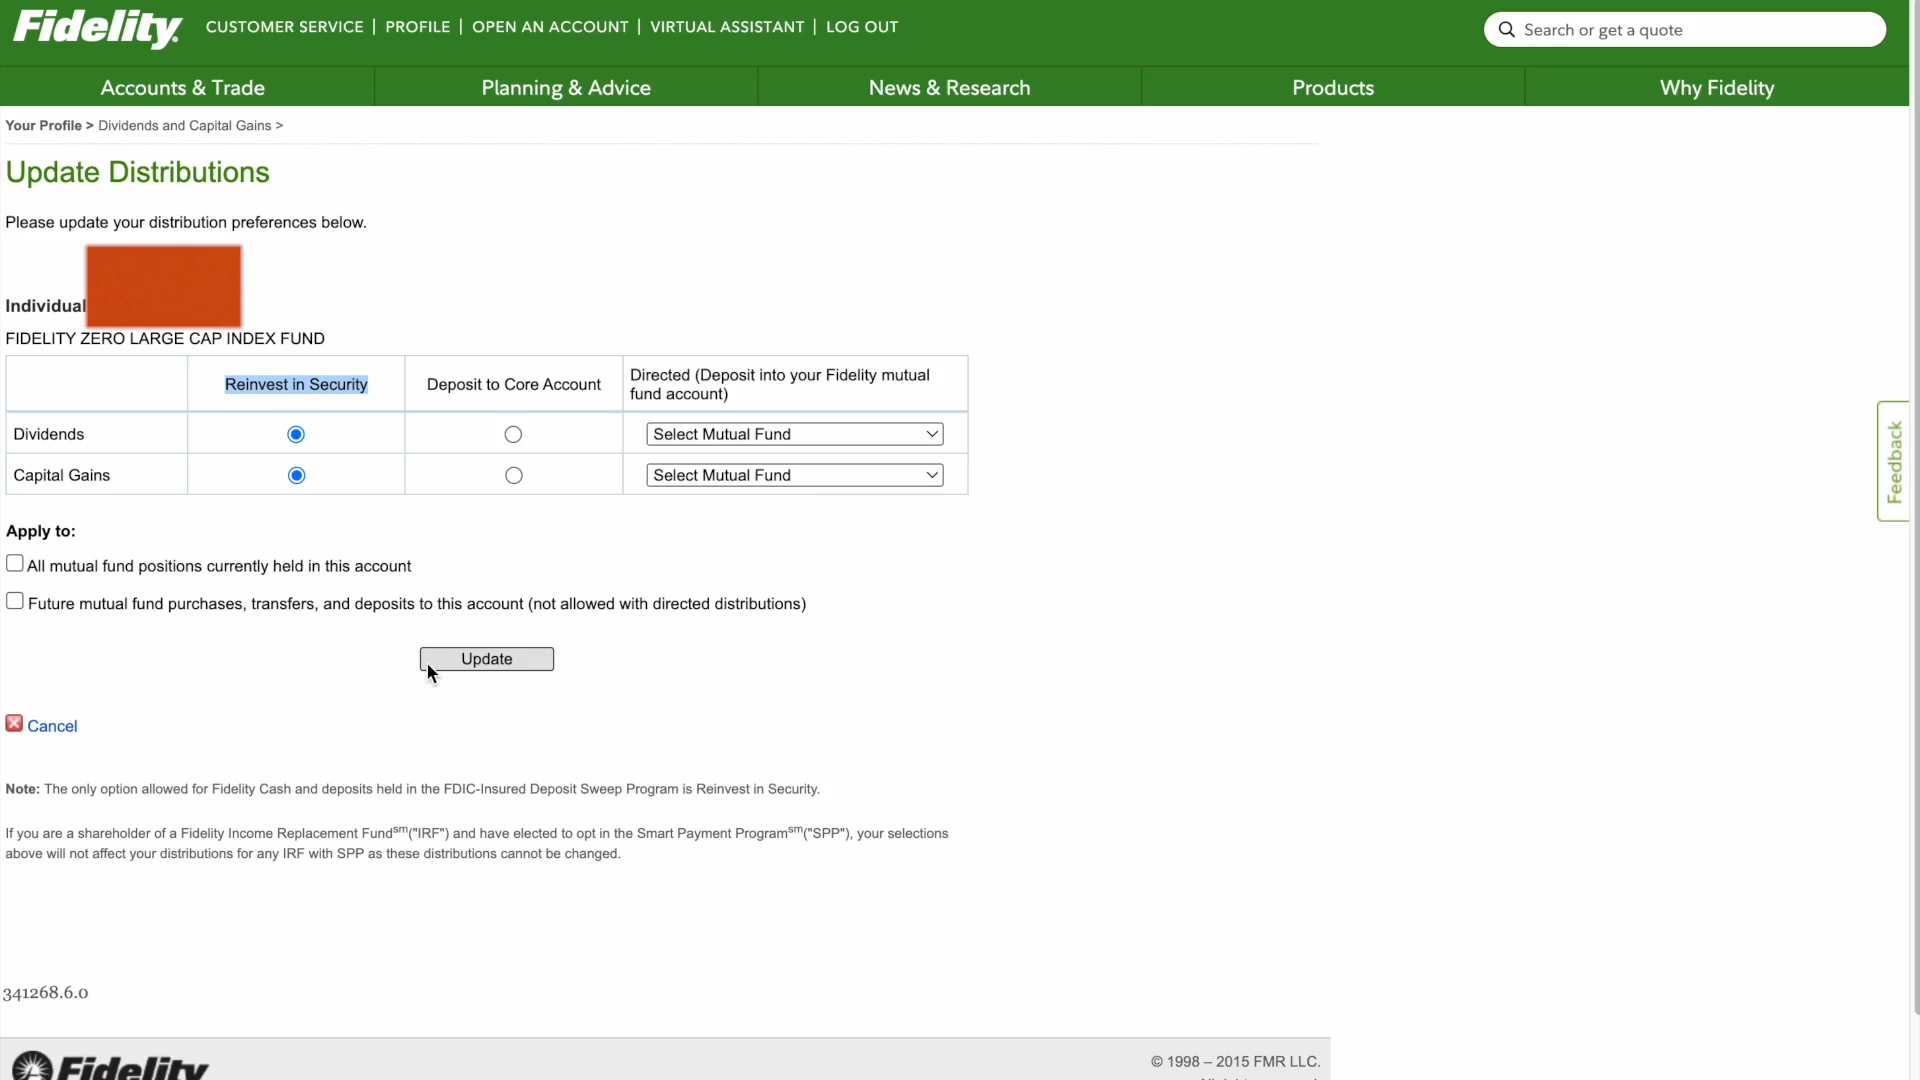 Fidelity
CUSTOMER SERVICE | PROFILE | OPEN AN ACCOUNT | VIRTUAL ASSISTANT | LOG OUT
Search or get a quote
Accounts & Trade
Planning & Advice
News & Research
Products
Why Fidelity
Your Profile > Dividends and Capital Gains >
Update Distributions
Please update your distribution preferences below.
Individual
FIDELITY ZERO LARGE CAP INDEX FUND
Reinvest in Security
Deposit to Core Account
Directed (Deposit into your Fidelity mutual
fund account)
Dividends
Select Mutual Fund
Capital Gains
Select Mutual Fund
Feedback
Apply to:
All mutual fund positions currently held in this account
Future mutual fund purchases, transfers, and deposits to this account (not allowed with directed distributions)
Update
Cancel
Note: The only option allowed for Fidelity Cash and deposits held in the FDIC-Insured Deposit Sweep Program is Reinvest in Security.
If you are a shareholder of a Fidelity Income Replacement Fundsm("IRF") and have elected to opt in the Smart Payment Programsm("SPP"), your selections
above will not affect your distributions for any IRF with SPP as these distributions cannot be changed.
341268.6.0
Fidelity
© 1998 – 2015 FMR LLC.